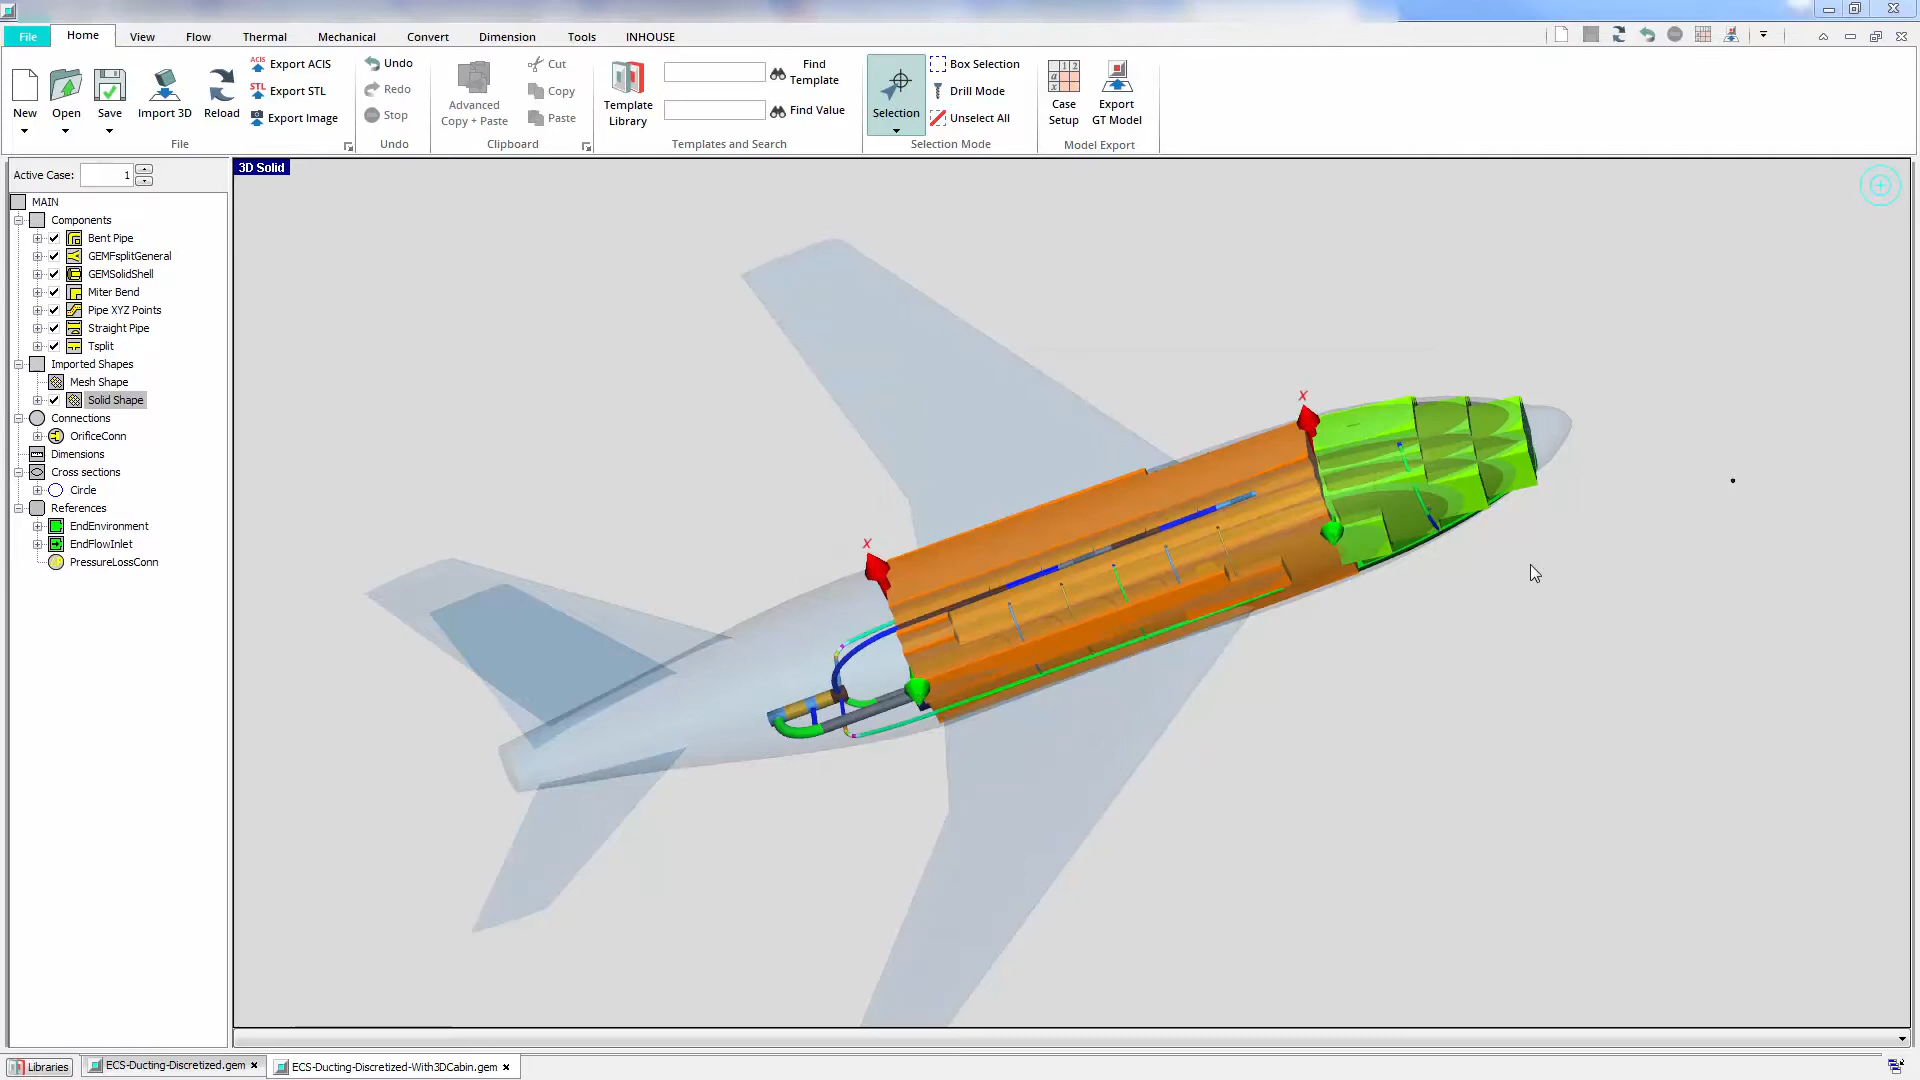 File Home View Flow Thermal Mechanical Convert Dimension Tools INHOUSE
New
Open
Save
Import 3D
Reload
ACIS Export ACIS
STL Export STL
Export Image
File
Undo
Redo
Stop
Undo
Advanced
Copy + Paste
Cut
Copy
Paste
Clipboard
Template
Library
Find
Template
Find Value
Templates and Search
Selection
Box Selection
Drill Mode
Unselect All
Selection Mode
1 2
a
x
Case
Setup
Export
GT Model
Model Export
Active Case: 1
3D Solid
MAIN
Components
Bent Pipe
GEMFsplitGeneral
GEMSolidShell
Miter Bend
Pipe XYZ Points
Straight Pipe
Tsplit
Imported Shapes
Mesh Shape
Solid Shape
Connections
OrificeConn
Dimensions
Cross sections
Circle
References
EndEnvironment
EndFlowInlet
PressureLossConn
X
X
Libraries
ECS-Ducting-Discretized.gem
ECS-Ducting-Discretized-With3DCabin.gem